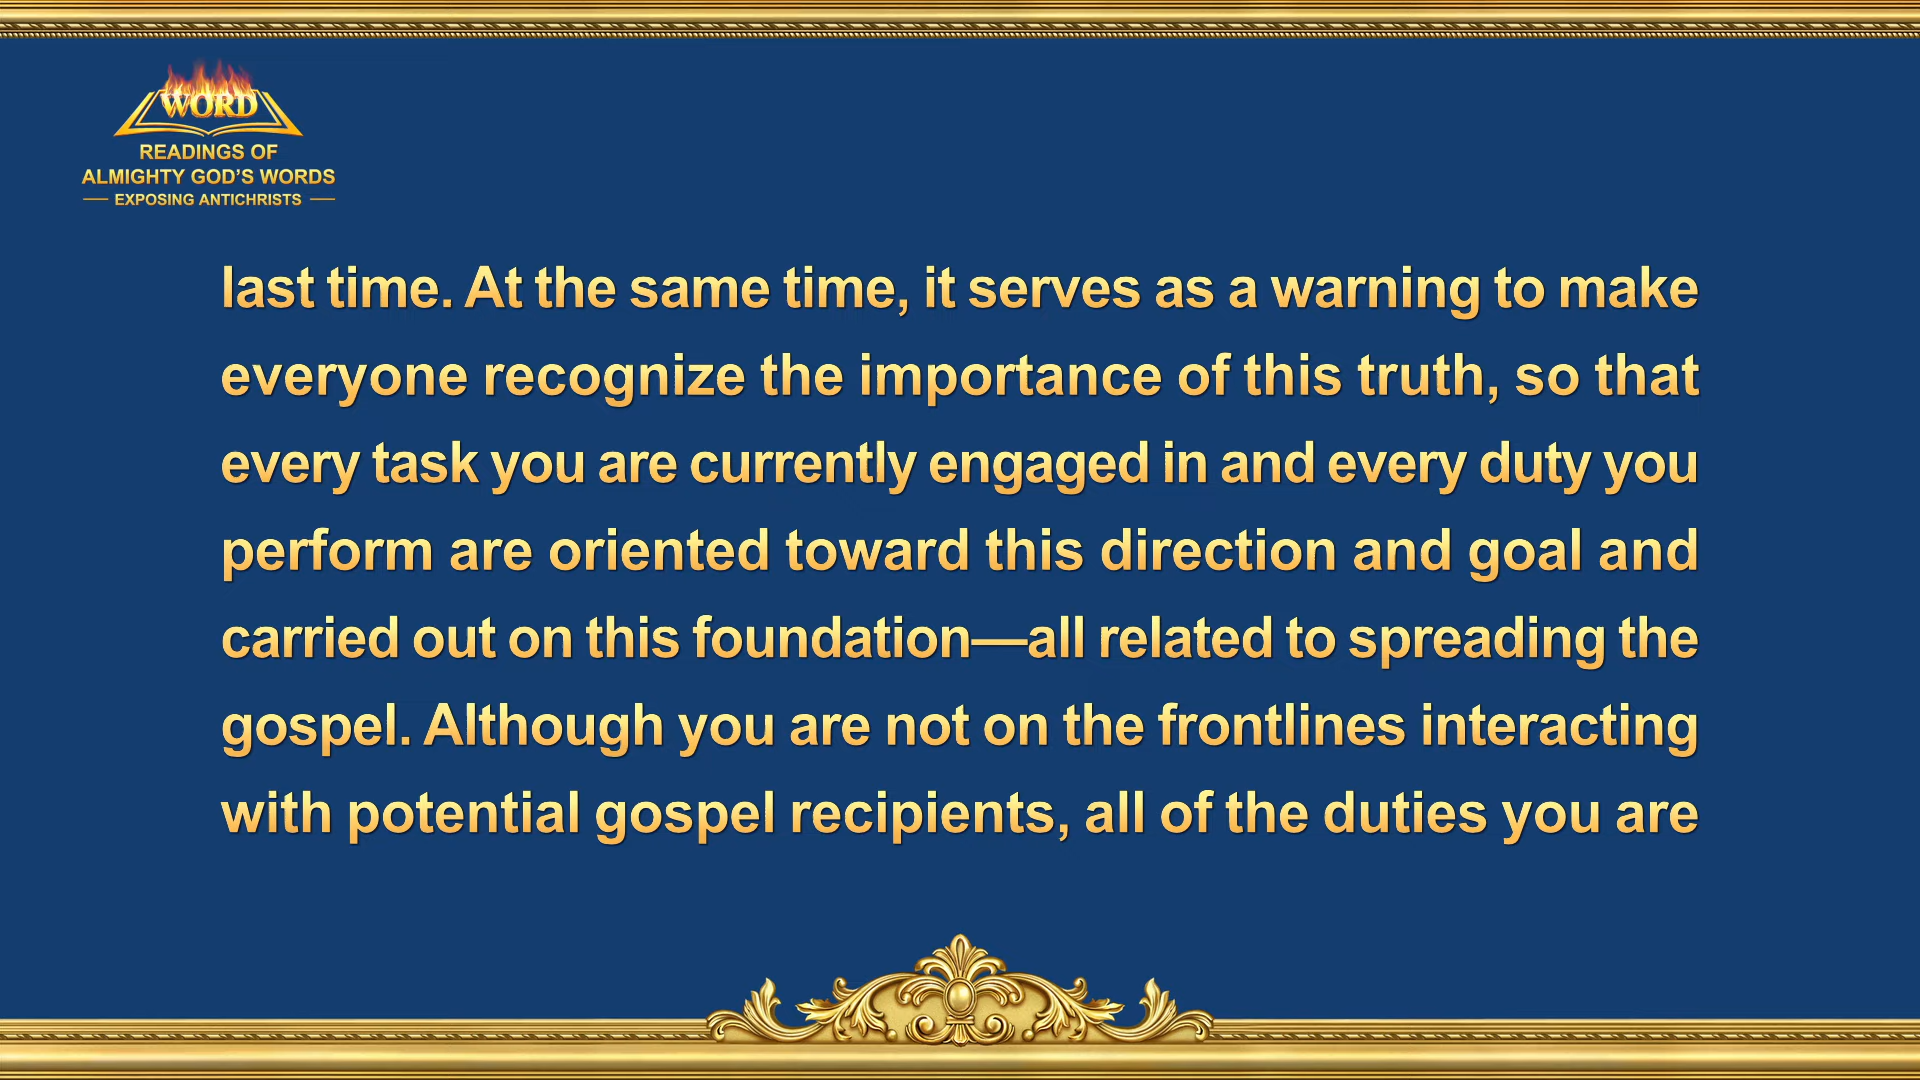 WORD
READINGS OF
ALMIGHTY GOD'S WORDS
EXPOSING ANTICHRISTS
last time. At the same time, it serves as a warning to make
everyone recognize the importance of this truth, so that
every task you are currently engaged in and every duty you
perform are oriented toward this direction and goal and
carried out on this foundation—all related to spreading the
gospel. Although you are not on the frontlines interacting
with potential gospel recipients, all of the duties you are